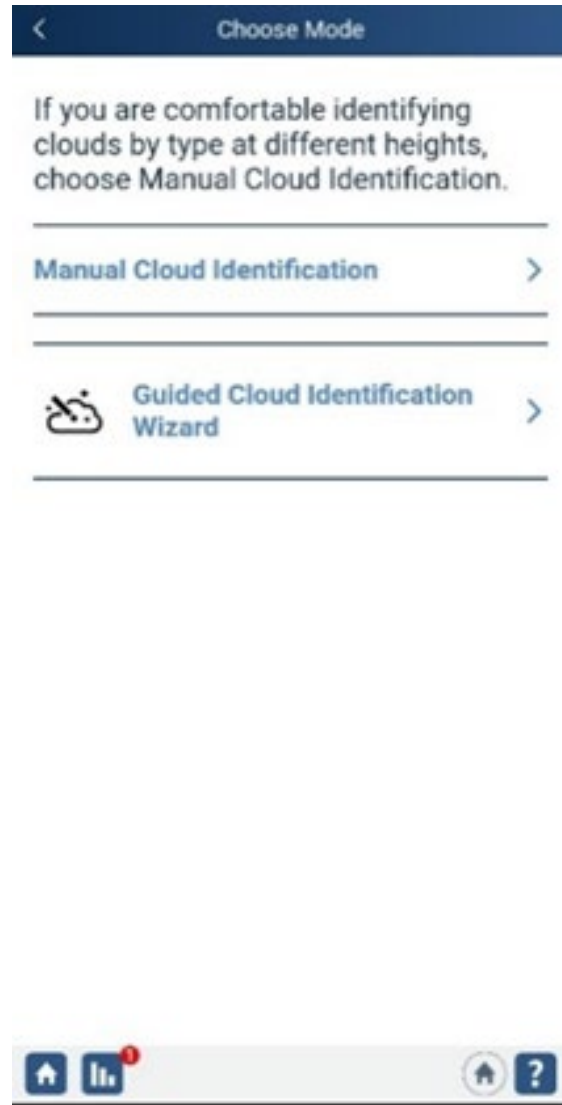 Choose Mode
If you are comfortable identifying
clouds by type at different heights,
choose Manual Cloud Identification.
Manual Cloud Identification
Guided Cloud Identification
Wizard
1
?